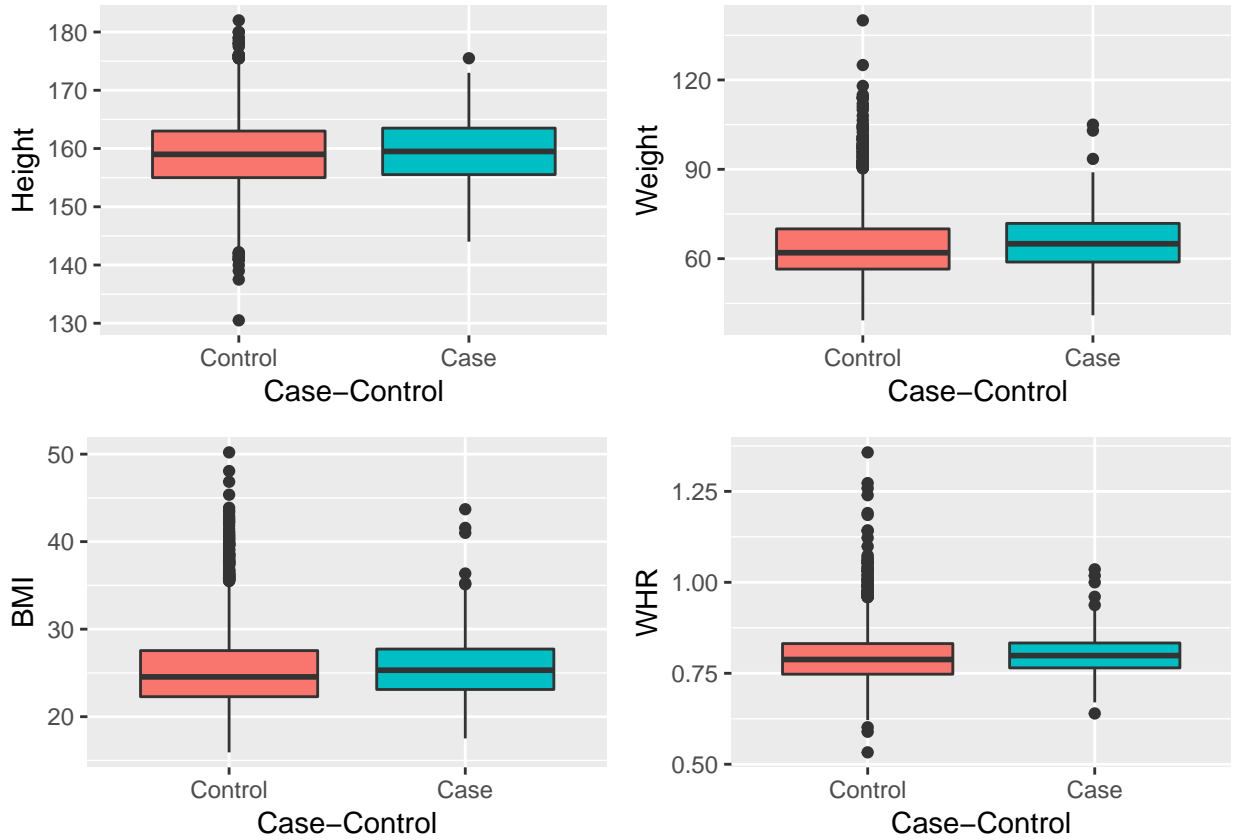 Height
180
170
160
150
140
130
Control Case
Case−Control
Weight
120
90
60
Control Case
Case−Control
BMI
50
40
30
20
Control Case
Case−Control
WHR
1.25
1.00
0.75
0.50
Control Case
Case−Control